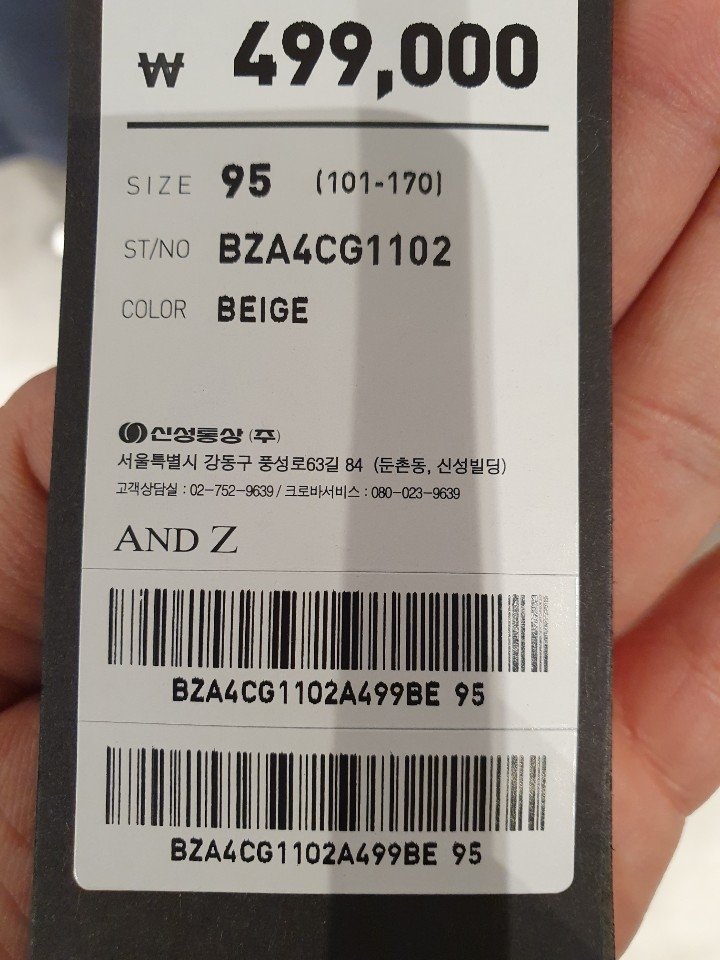 ₩ 499,000
SIZE 95 (101-170)
ST/NO BZA4CG1102
COLOR BEIGE
신성통상 (주)
서울특별시 강동구 풍성로63길 84 (둔촌동, 신성빌딩)
고객상담실 : 02-752-9639 / 크로바서비스 : 080-023-9639
AND Z
BZA4CG1102A499BE 95
BZA4CG1102A499BE 95